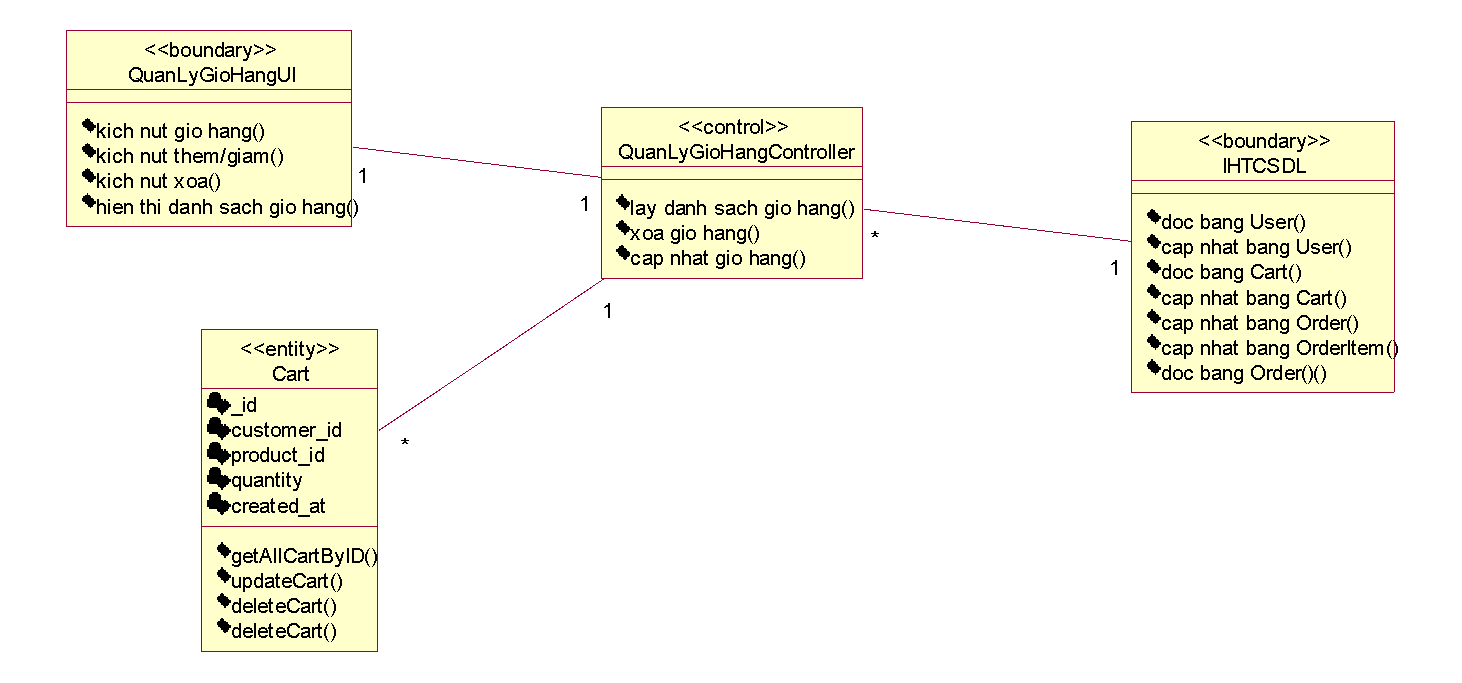 <<boundary>>
QuanLyGioHangUI
kich nut gio hang()
kich nut them/giam()
kich nut xoa()
hien thi danh sach gio hang()
1
1
<<control>>
QuanLyGioHangController
lay danh sach gio hang()
xoa gio hang()
cap nhat gio hang()
*
1
<<boundary>>
IHTCSDL
doc bang User()
cap nhat bang User()
doc bang Cart()
cap nhat bang Cart()
cap nhat bang Order()
cap nhat bang OrderItem()
doc bang Order()()
1
*
<<entity>>
Cart
_id
customer_id
product_id
quantity
created_at
getAllCartByID()
updateCart()
deleteCart()
deleteCart()